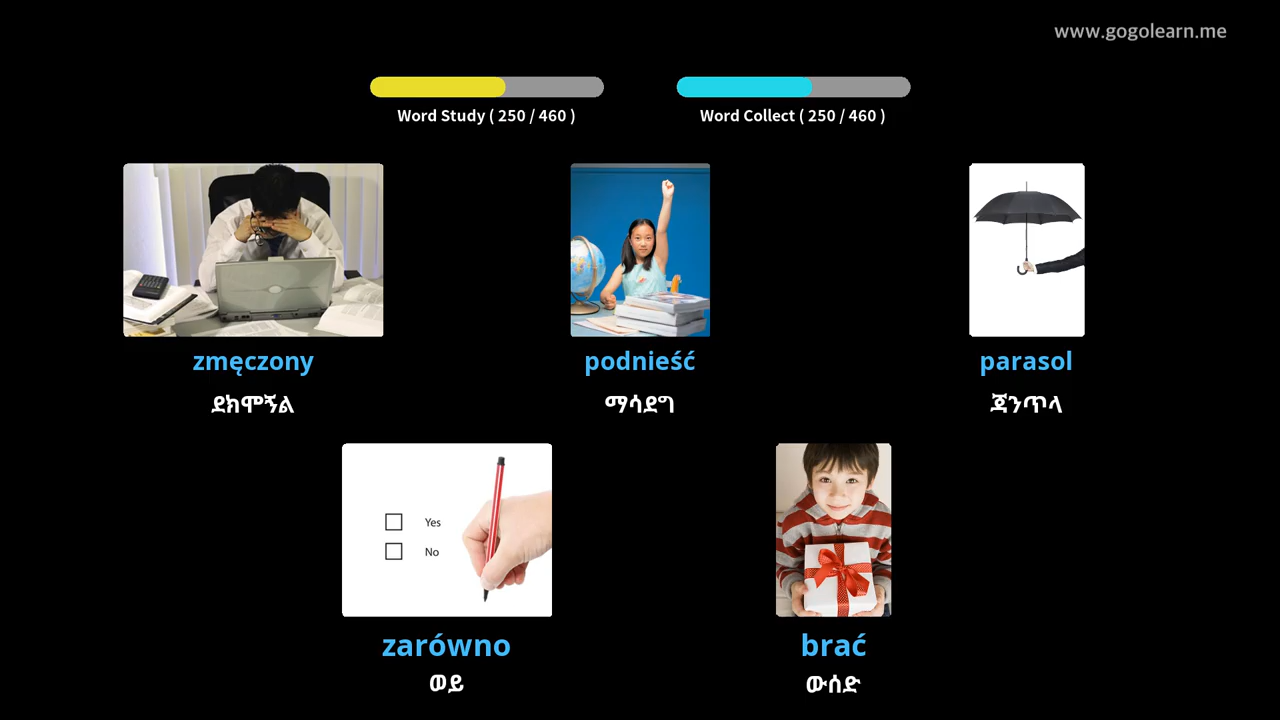 www.gogolearn.me
Word Study ( 250 / 460 )
Word Collect ( 250 / 460 )
zmęczony
podnieść
parasol
ደክሞኝል
ማሳደግ
ጃንጥላ
Yes
No
zarówno
brać
ወይ
ውሰድ